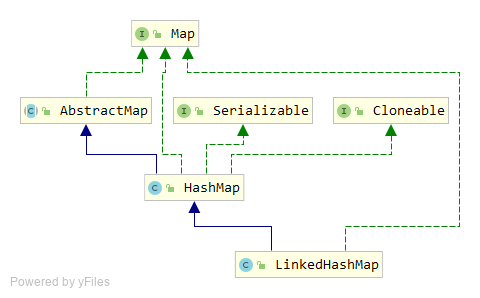 I Map
C AbstractMap
I Serializable
I Cloneable
C HashMap
C LinkedHashMap
Powered by yFiles